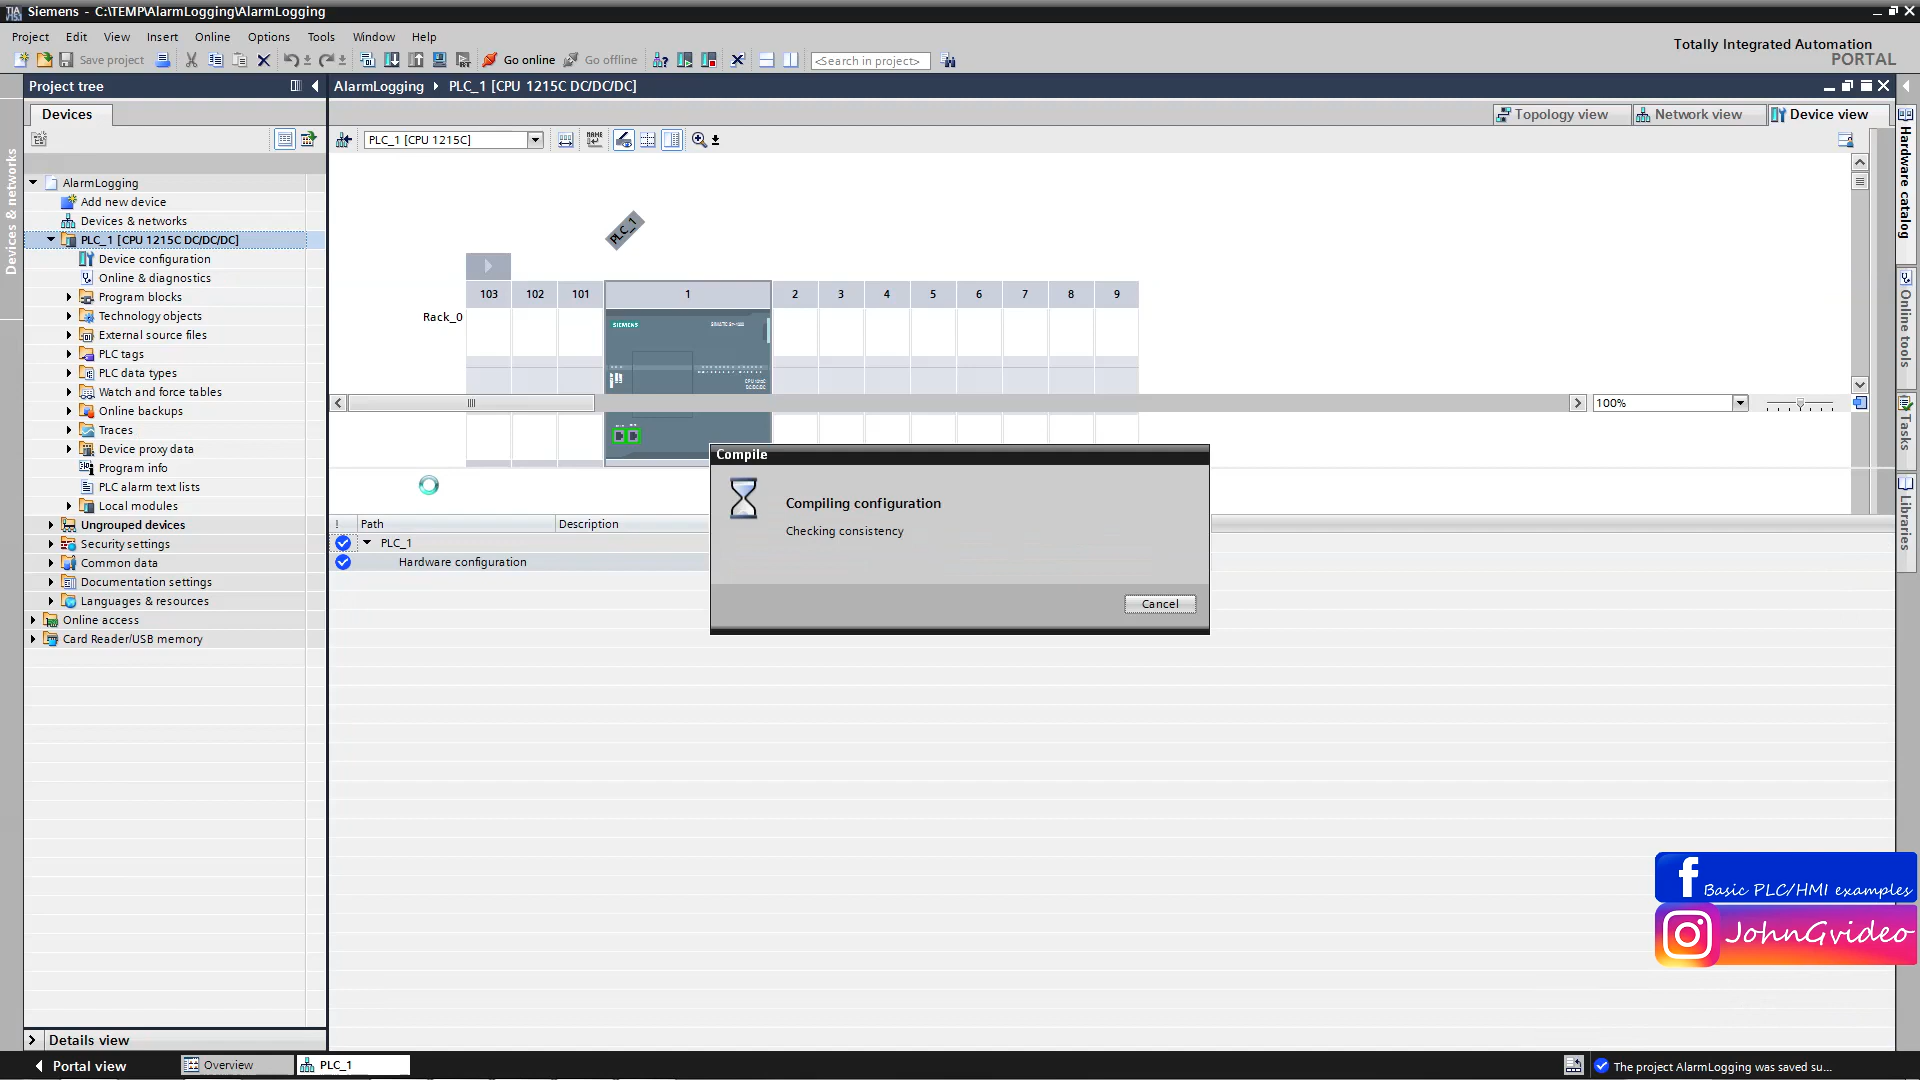 Siemens - C:\TEMP\AlarmLogging\AlarmLogging
Project Edit View Insert Online Options Tools Window Help
Totally Integrated Automation
PORTAL
Save project
Go online
Go offline
<Search in project>
Project tree
AlarmLogging PLC_1 [CPU 1215C DC/DC/DC]
Devices
Topology view
Network view
Device view
PLC_1 [CPU 1215C]
Devices & networks
AlarmLogging
Add new device
Devices & networks
PLC_1 [CPU 1215C DC/DC/DC]
Device configuration
Online & diagnostics
Program blocks
Technology objects
External source files
PLC tags
PLC data types
Watch and force tables
Online backups
Traces
Device proxy data
Program info
PLC alarm text lists
Local modules
Ungrouped devices
Security settings
Common data
Documentation settings
Languages & resources
Online access
Card Reader/USB memory
PLC_1
103 102 101 1 2 3 4 5 6 7 8 9
Rack_0
SIEMENS
100%
! Path Description
PLC_1
Hardware configuration
Compile
Compiling configuration
Checking consistency
Cancel
Hardware catalog
Online tools
Tasks
Libraries
Basic PLC/HMI examples
JohnGvideo
Details view
Portal view
Overview
PLC_1
The project AlarmLogging was saved su...